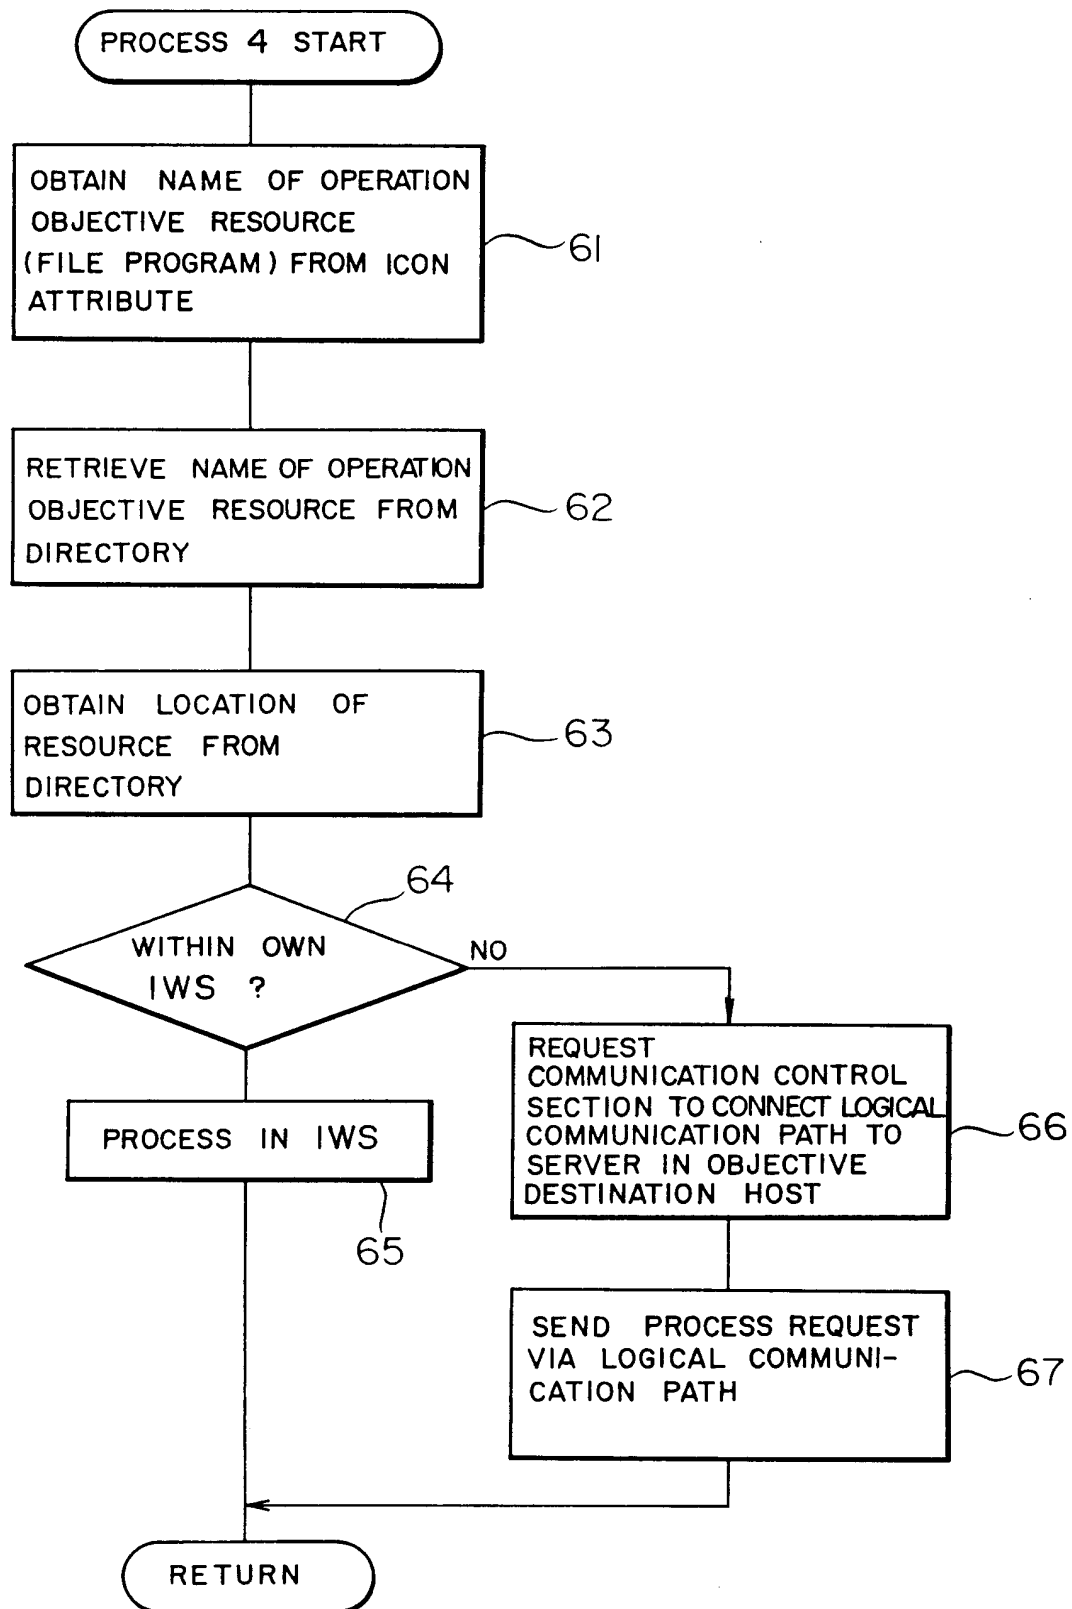 PROCESS 4 START
OBTAIN NAME OF OPERATION
OBJECTIVE RESOURCE
(FILE PROGRAM) FROM ICON
ATTRIBUTE
61
RETRIEVE NAME OF OPERATION
OBJECTIVE RESOURCE FROM
DIRECTORY
62
OBTAIN LOCATION OF
RESOURCE FROM
DIRECTORY
63
64
WITHIN OWN
IWS ?
NO
PROCESS IN IWS
65
REQUEST
COMMUNICATION CONTROL
SECTION TO CONNECT LOGICAL
COMMUNICATION PATH TO
SERVER IN OBJECTIVE
DESTINATION HOST
66
SEND PROCESS REQUEST
VIA LOGICAL COMMUNI-
CATION PATH
67
RETURN